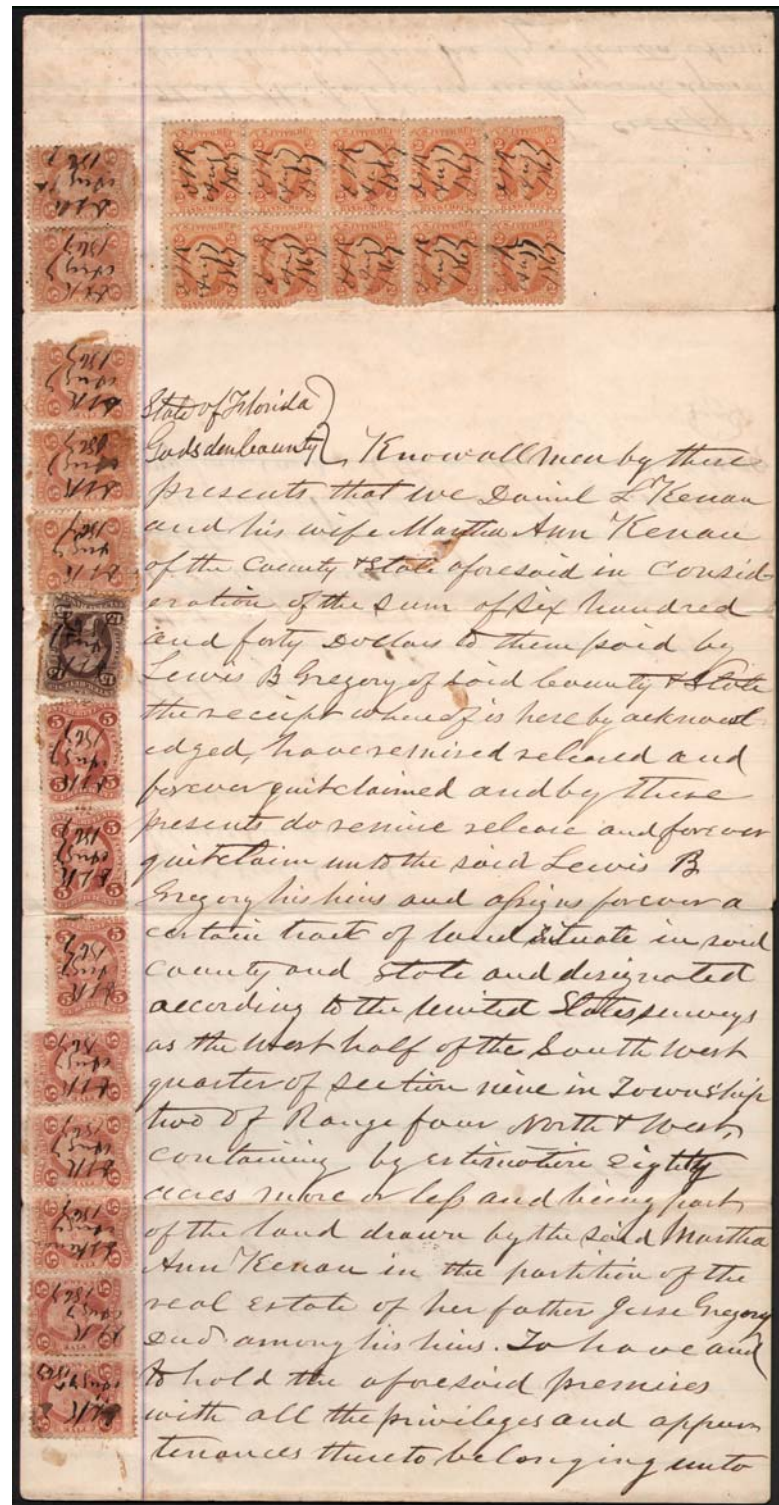 State of Florida
Gadsden County Know all men by these
presents that we Daniel L Kenan
and his wife Martha Ann Kenan
of the County & State aforesaid in consid-
eration of the sum of Six hundred
and forty Dollars to them paid by
Lewis B Gregory of said County & State
the receipt whereof is hereby acknowl
edged, have remised released and
forever quitclaimed and by these
presents do remise release and forever
quitclaim unto the said Lewis B
Gregory his heirs and assigns forever a
certain tract of land situate in said
county and State and designated
according to the United States surveys
as the West half of the South West
quarter of Section nine in Township
two of Range four North & West,
containing by estimation Eighty
acres more or less and being part
of the land drawn by the said Martha
Ann Kenan in the partition of the
real Estate of her father Jesse Gregory
Decd among his heirs. To have and
to hold the aforesaid premises
with all the privileges and appur
tenances thereto belonging unto